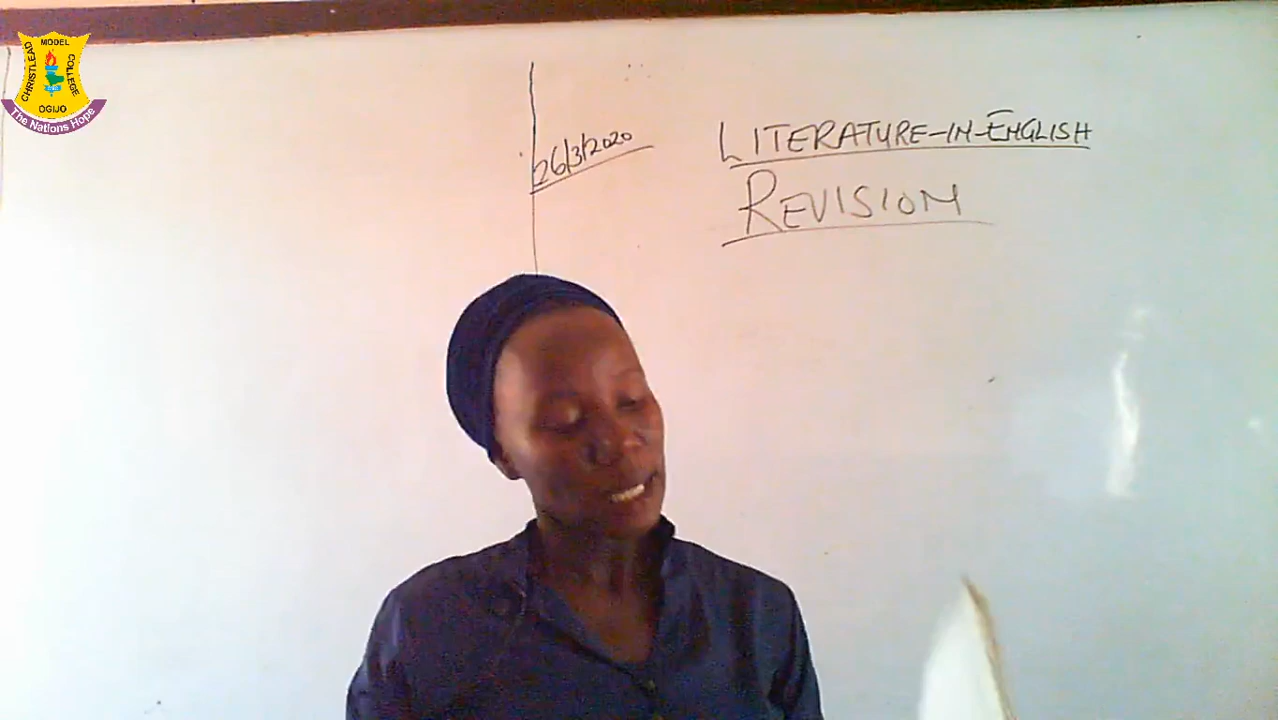 MODEL
CHRISTLEAD
COLLEGE
OGIJO
The Nations Hope
26/3/2020
LITERATURE-IN-ENGLISH
REVISION